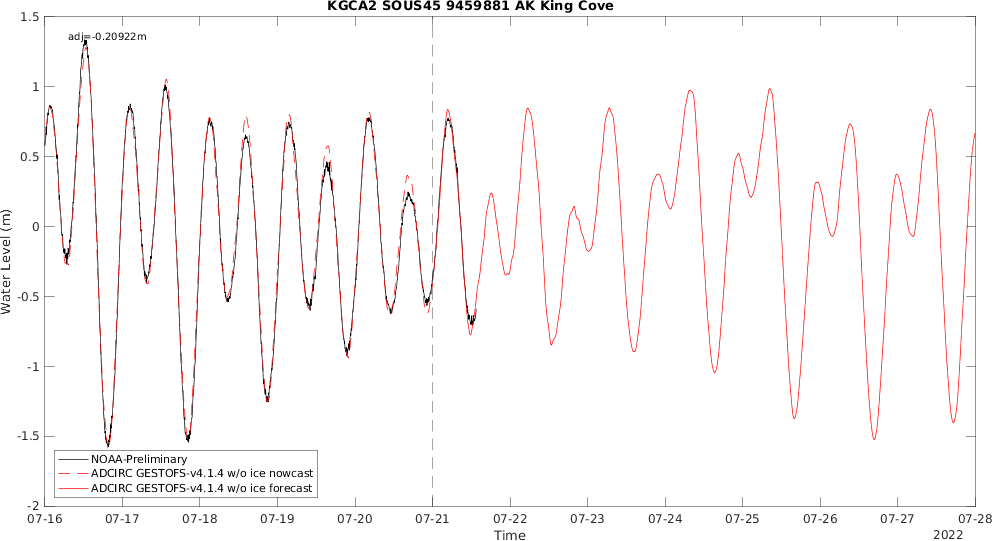 KGCA2 SOUS45 9459881 AK King Cove
adj=-0.20922m
1.5
1
0.5
0
-0.5
-1
-1.5
-2
Water Level (m)
NOAA-Preliminary
ADCIRC GESTOFS-v4.1.4 w/o ice nowcast
ADCIRC GESTOFS-v4.1.4 w/o ice forecast
07-16 07-17 07-18 07-19 07-20 07-21 07-22 07-23 07-24 07-25 07-26 07-27 07-28
Time
2022